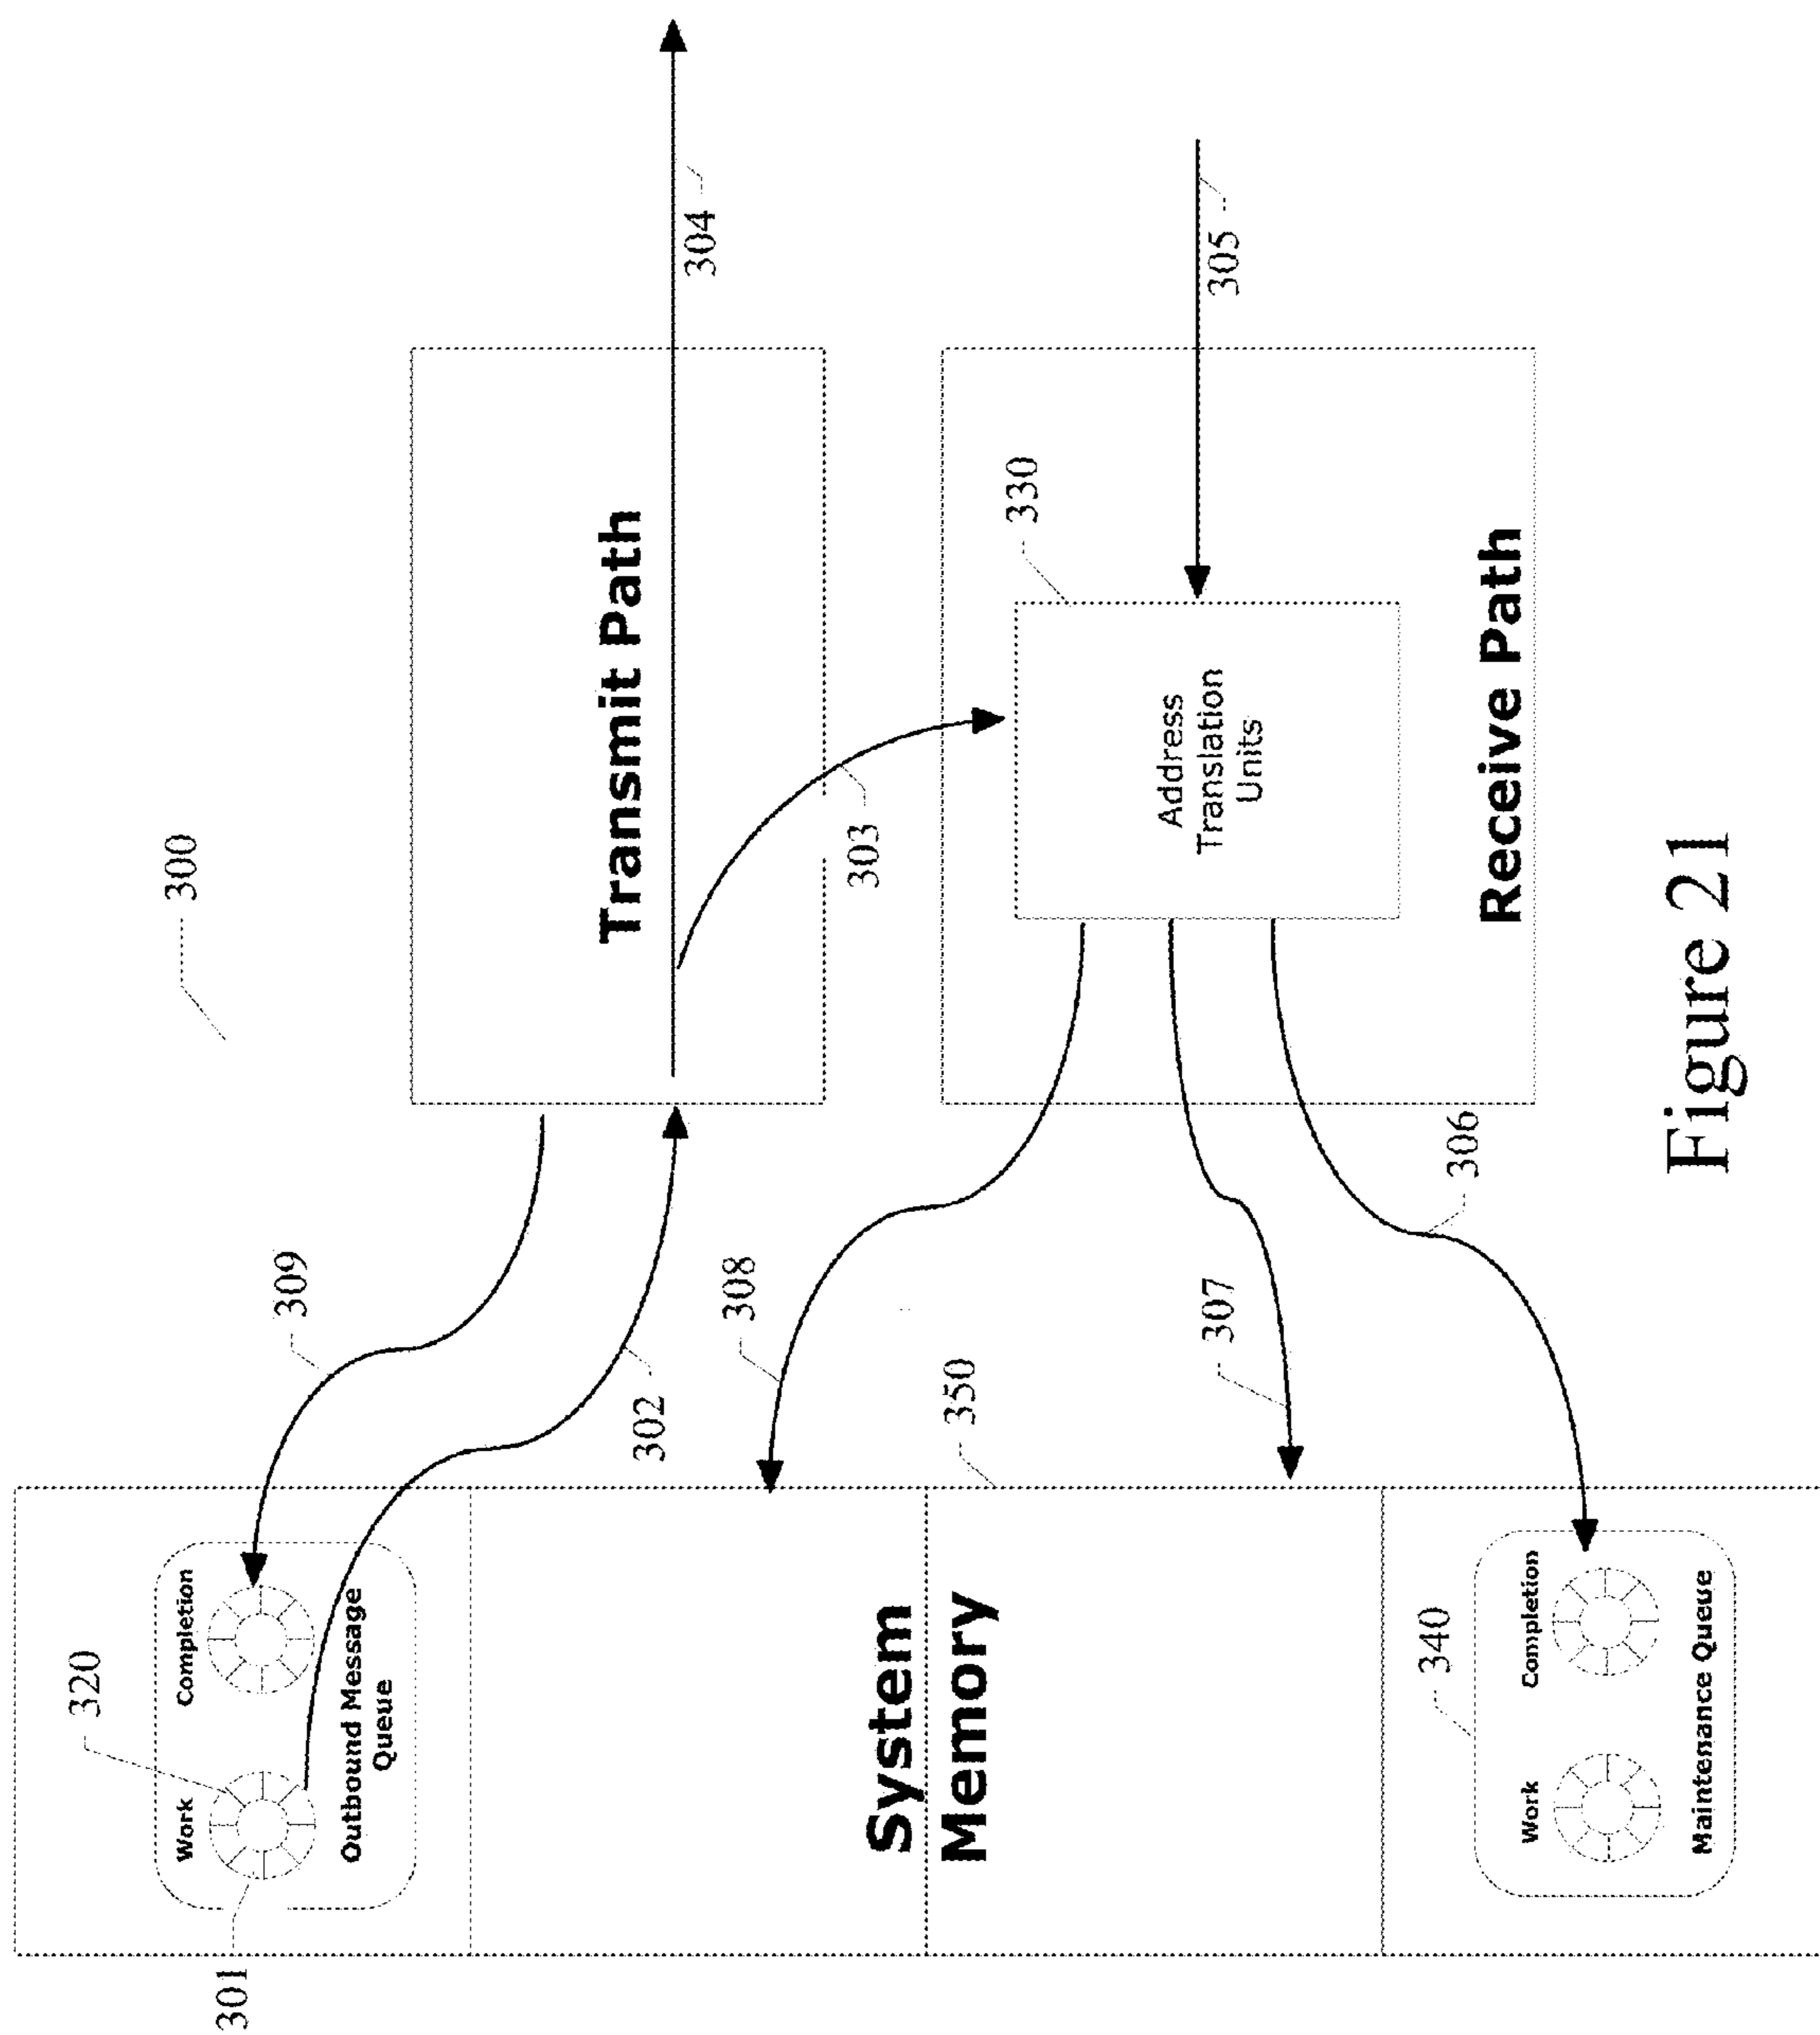 320
300
Work Completion
301
309
Outbound Message
Queue
Transmit Path
302
304
308
303
System
Memory
350
330
Address
Translation
Units
307
305
340
306
Receive Path
Work Completion
Maintenance Queue
Figure 21